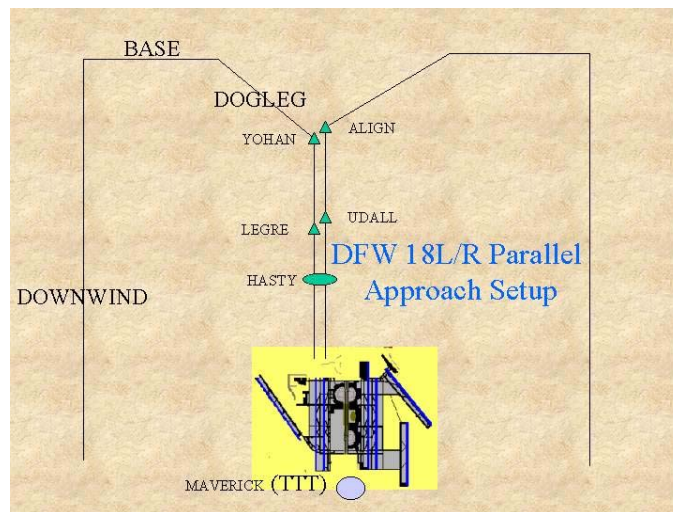 BASE
DOGLEG
YOHAN
ALIGN
LEGRE
UDALL
DFW 18L/R Parallel
Approach Setup
HASTY
DOWNWIND
MAVERICK (TTT)